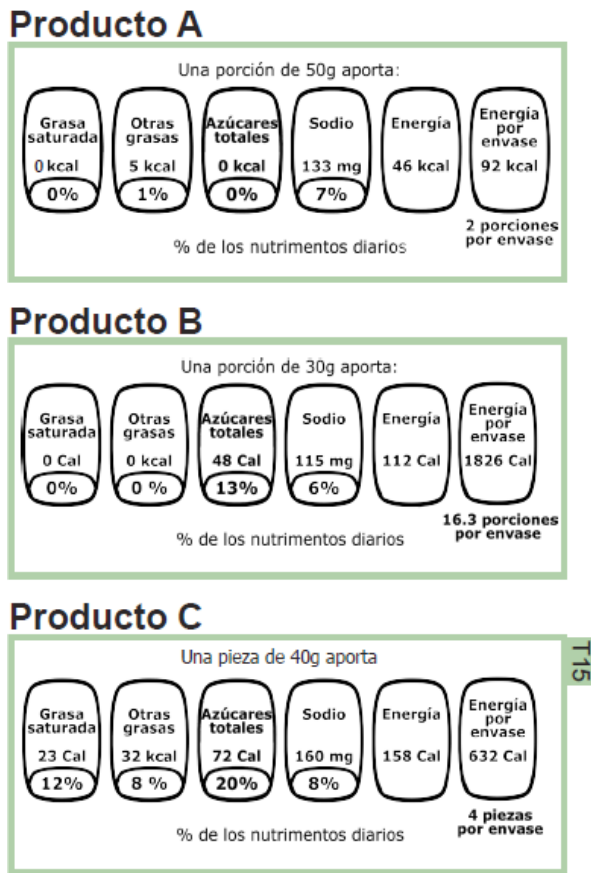 Producto A
Una porción de 50g aporta:
Grasa saturada
0 kcal
0%
Otras grasas
5 kcal
1%
Azúcares totales
0 kcal
0%
Sodio
133 mg
7%
Energía
46 kcal
Energía por envase
92 kcal
2 porciones por envase
% de los nutrimentos diarios
Producto B
Una porción de 30g aporta:
Grasa saturada
0 Cal
0%
Otras grasas
0 kcal
0 %
Azúcares totales
48 Cal
13%
Sodio
115 mg
6%
Energía
112 Cal
Energía por envase
1826 Cal
16.3 porciones por envase
% de los nutrimentos diarios
Producto C
Una pieza de 40g aporta
Grasa saturada
23 Cal
12%
Otras grasas
32 kcal
8 %
Azúcares totales
72 Cal
20%
Sodio
160 mg
8%
Energía
158 Cal
Energía por envase
632 Cal
4 piezas por envase
% de los nutrimentos diarios
T15